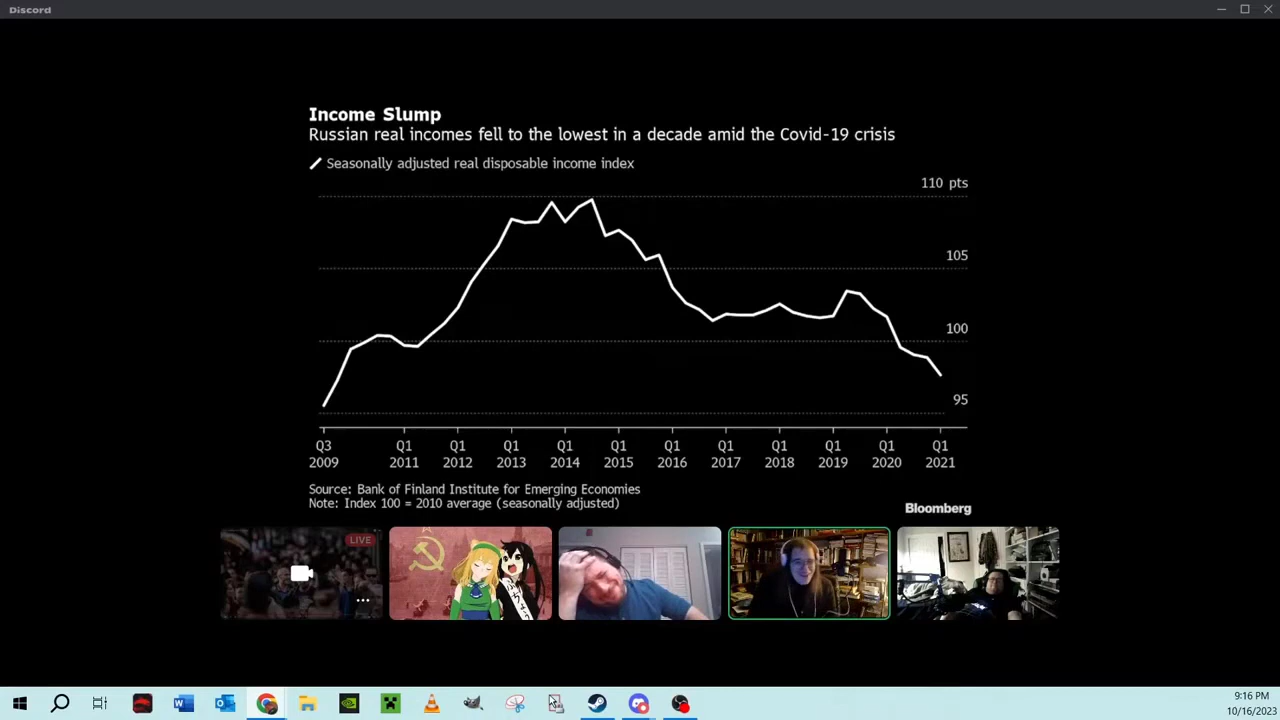 Discord
Income Slump
Russian real incomes fell to the lowest in a decade amid the Covid-19 crisis
Seasonally adjusted real disposable income index
110 pts
105
100
95
Q3 Q1 Q1 Q1 Q1 Q1 Q1 Q1 Q1 Q1 Q1 Q1
2009 2011 2012 2013 2014 2015 2016 2017 2018 2019 2020 2021
Source: Bank of Finland Institute for Emerging Economies
Note: Index 100 = 2010 average (seasonally adjusted)
Bloomberg
LIVE
9:16 PM
10/16/2023